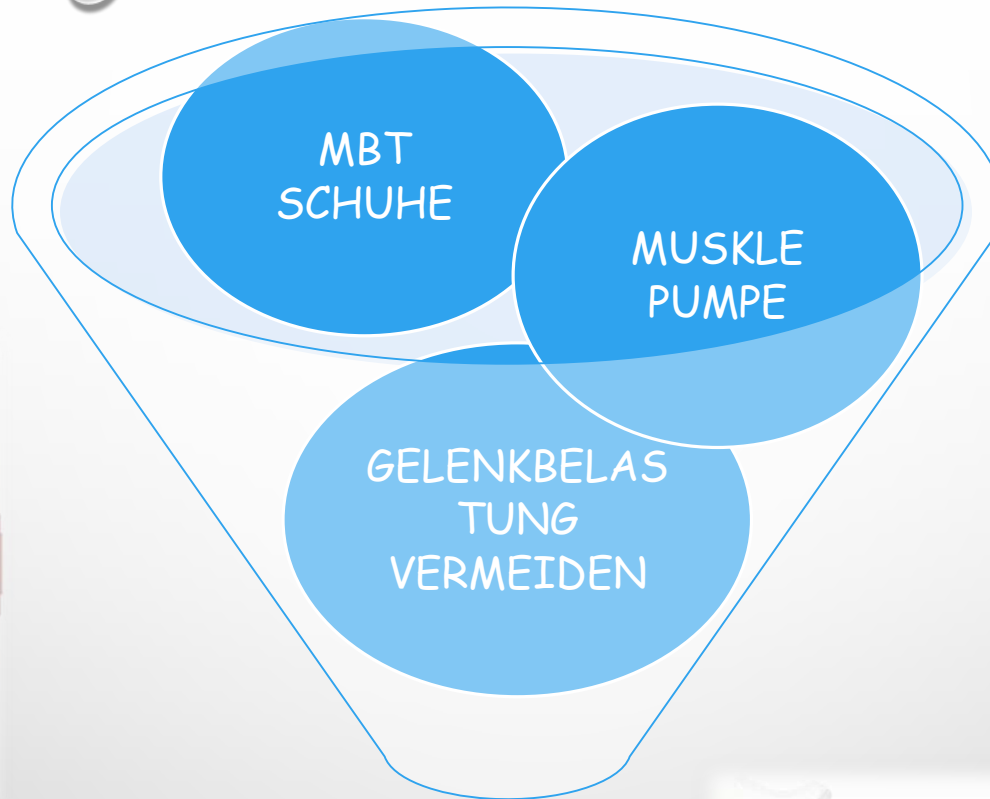 MBT
SCHUHE
MUSKLE
PUMPE
GELENKBELAS
TUNG
VERMEIDEN